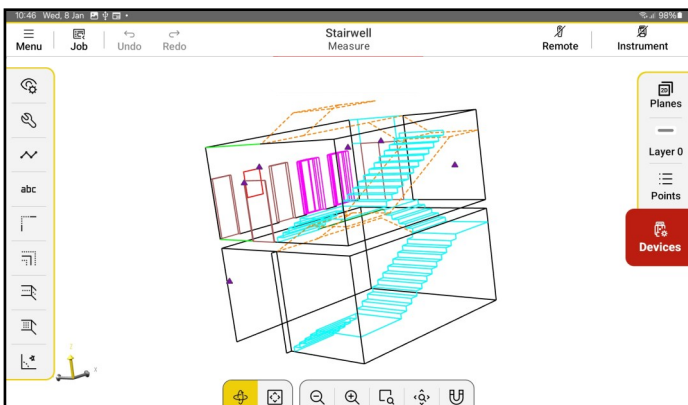 10:46 Wed, 8 Jan
98%
Menu
Job
Undo
Redo
Stairwell
Measure
Remote
Instrument
abc
2D
Planes
Layer 0
Points
Devices
z
x